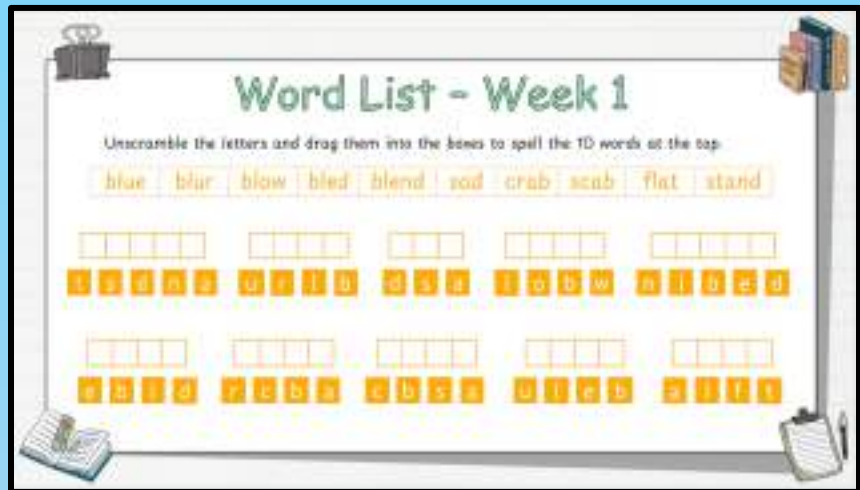 Word List - Week 1
Unscramble the letters and drag them into the boxes to spell the 10 words at the top.
blue blur blow bled blend sad crab scab flat stand
t s d n a u r l b d s a l o b w n l b e d
e b l d r c b a c b s a u l e b a l f t